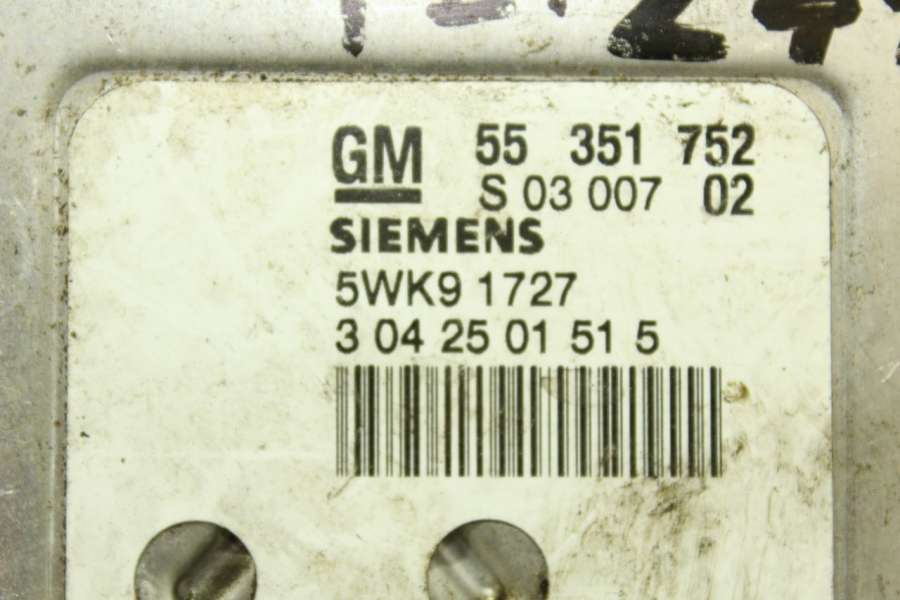 GM 55 351 752
S 03 007 02
SIEMENS
5WK9 1727
3 04 25 01 51 5